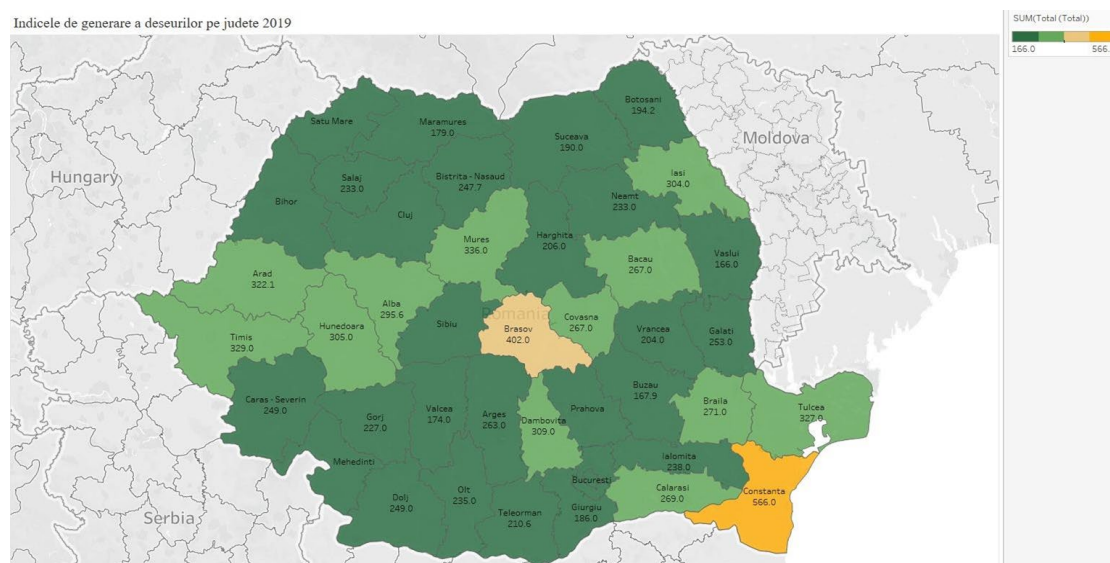 Indicele de generare a deseurilor pe judete 2019
SUM(Total (Total))
166.0
566.
Hungary
Moldova
Serbia
Romania
Botosani
194.2
Satu Mare
Maramures
179.0
Suceava
190.0
Iasi
304.0
Salaj
233.0
Bistrita - Nasaud
247.7
Neamt
233.0
Bihor
Cluj
Mures
336.0
Harghita
206.0
Bacau
267.0
Vaslui
166.0
Arad
322.1
Alba
295.6
Hunedoara
305.0
Sibiu
Brasov
402.0
Covasna
267.0
Vrancea
204.0
Galati
253.0
Timis
329.0
Caras - Severin
249.0
Gorj
227.0
Valcea
174.0
Arges
263.0
Dambovita
309.0
Prahova
Buzau
167.9
Braila
271.0
Tulcea
327.0
Mehedinti
Dolj
249.0
Olt
235.0
Teleorman
210.6
Bucuresti
Giurgiu
186.0
Ialomita
238.0
Calarasi
269.0
Constanta
566.0